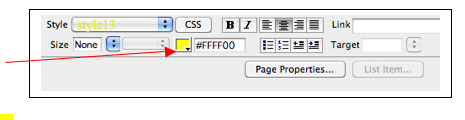 Style style13 CSS B I Link
Size None #FFFF00 Target
Page Properties... List Item...